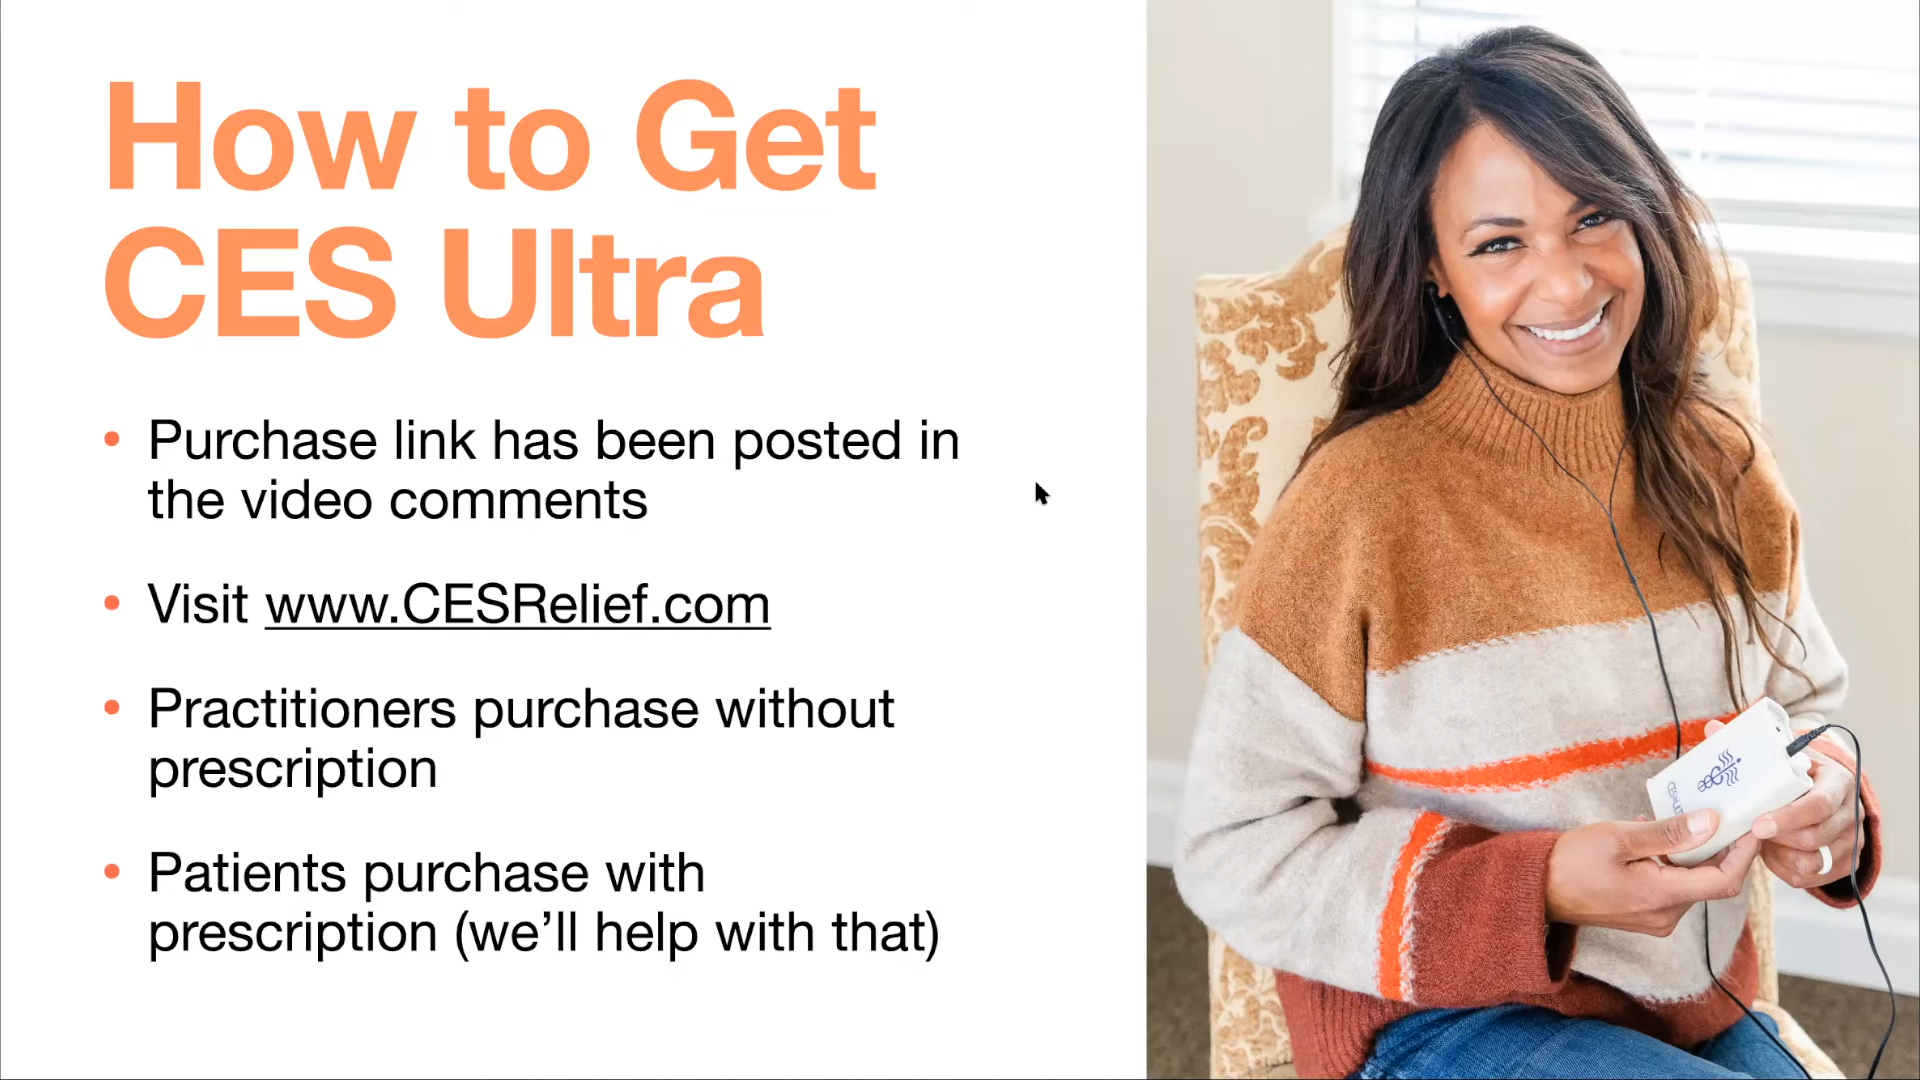 How to Get
CES Ultra
• Purchase link has been posted in
the video comments
• Visit www.CESRelief.com
• Practitioners purchase without
prescription
• Patients purchase with
prescription (we’ll help with that)